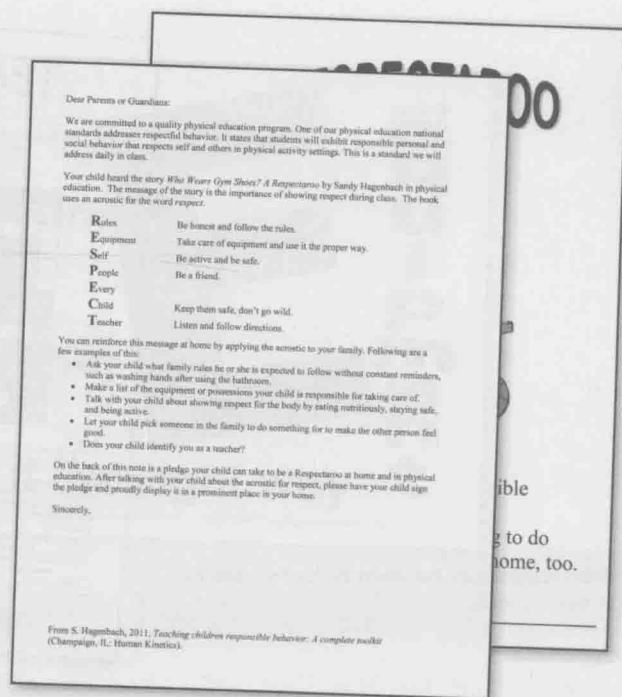 Dear Parents or Guardians:
We are committed to a quality physical education program. One of our physical education national
standards addresses respectful behavior. It states that students will exhibit responsible personal and
social behavior that respects self and others in physical activity settings. This is a standard we will
address daily in class.
Your child heard the story Who Wears Gym Shoes? A Respectaroo by Sandy Hagenbach in physical
education. The message of the story is the importance of showing respect during class. The book
uses an acrostic for the word respect.
Rules Be honest and follow the rules.
Equipment Take care of equipment and use it the proper way.
Self Be active and be safe.
People Be a friend.
Every
Child Keep them safe, don't go wild.
Teacher Listen and follow directions.
You can reinforce this message at home by applying the acrostic to your family. Following are a
few examples of this:
• Ask your child what family rules he or she is expected to follow without constant reminders,
such as washing hands after using the bathroom.
• Make a list of the equipment or possessions your child is responsible for taking care of.
• Talk with your child about showing respect for the body by eating nutritiously, staying safe,
and being active.
• Let your child pick someone in the family to do something for to make the other person feel
good.
• Does your child identify you as a teacher?
On the back of this note is a pledge your child can take to be a Respectaroo at home and in physical
education. After talking with your child about the acrostic for respect, please have your child sign
the pledge and proudly display it in a prominent place in your home.
Sincerely,
From S. Hagenbach, 2011, Teaching children responsible behavior: A complete toolkit
(Champaign, IL: Human Kinetics).
ible
g to do
home, too.